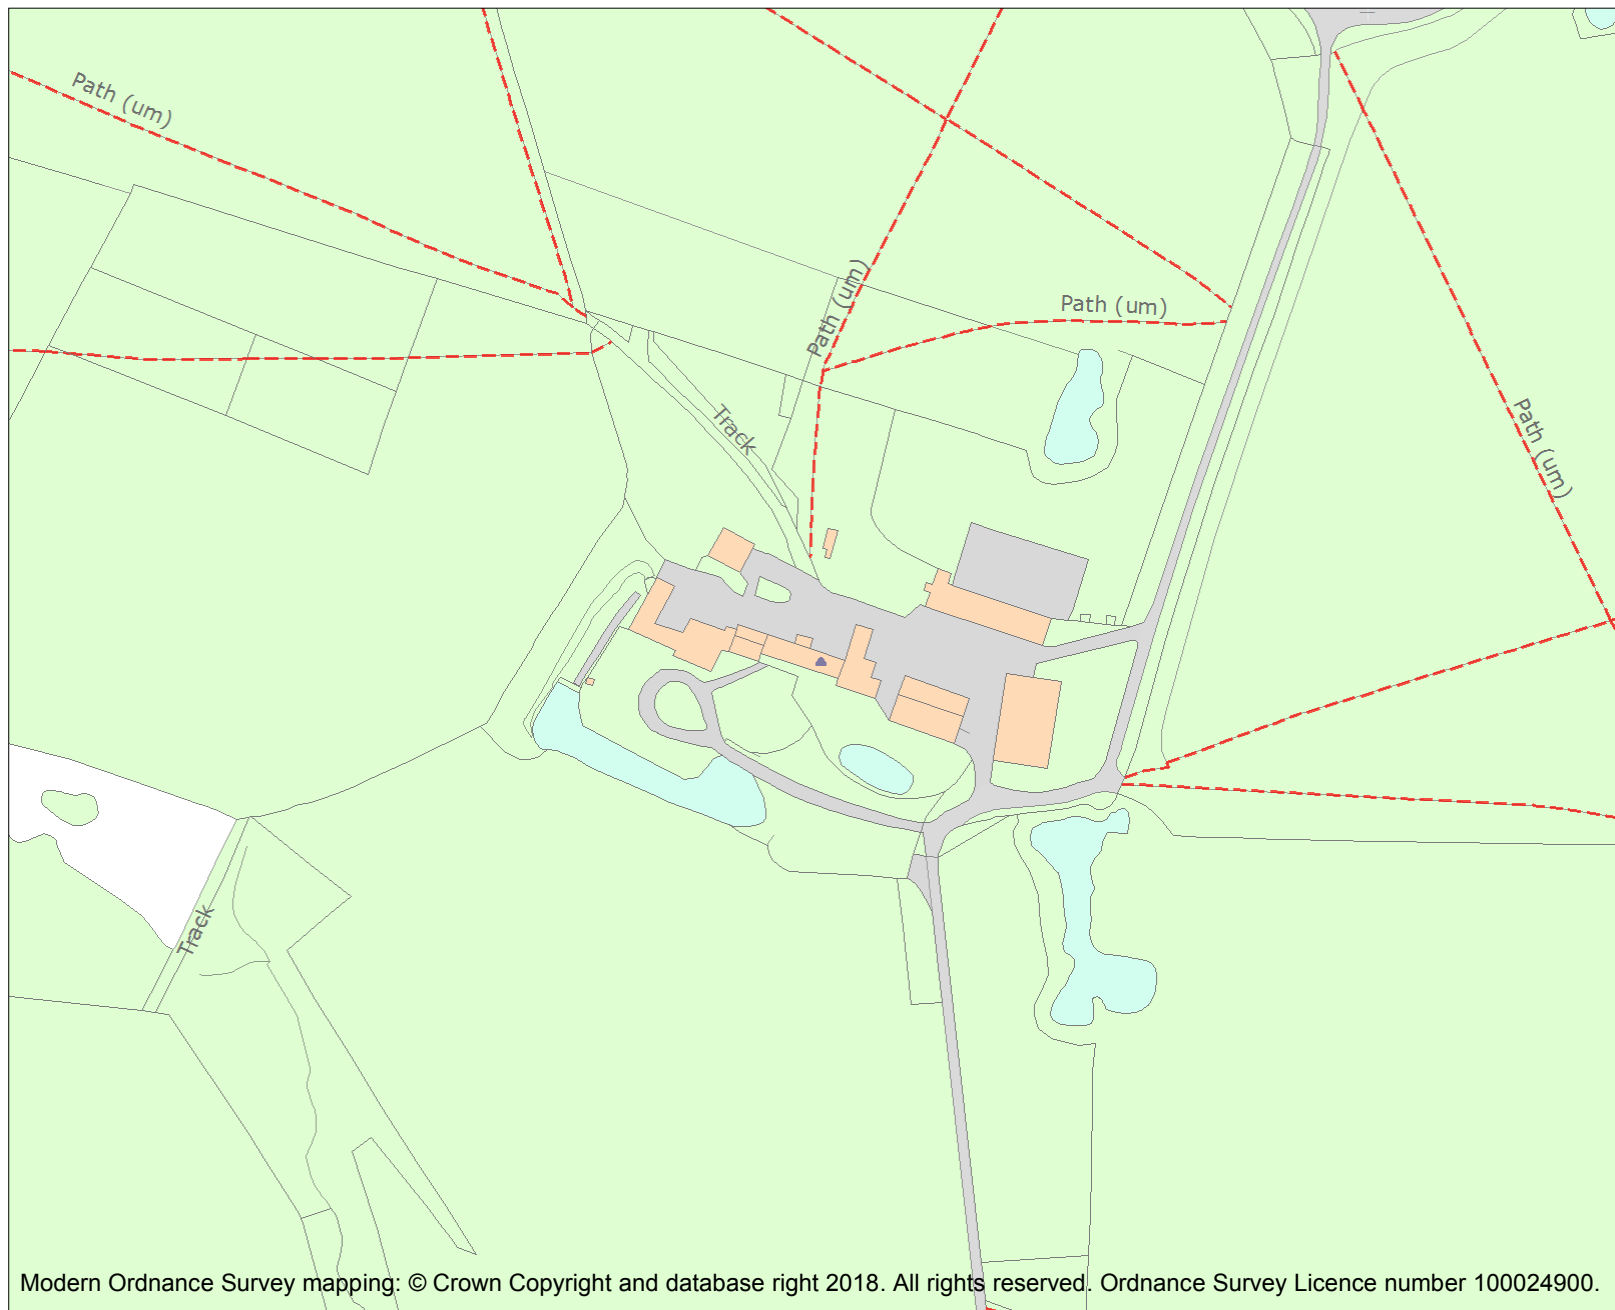 Path (um)
Path (um)
Path (um)
Track
Path (um)
Track
Modern Ordnance Survey mapping: © Crown Copyright and database right 2018. All rights reserved. Ordnance Survey Licence number 100024900.